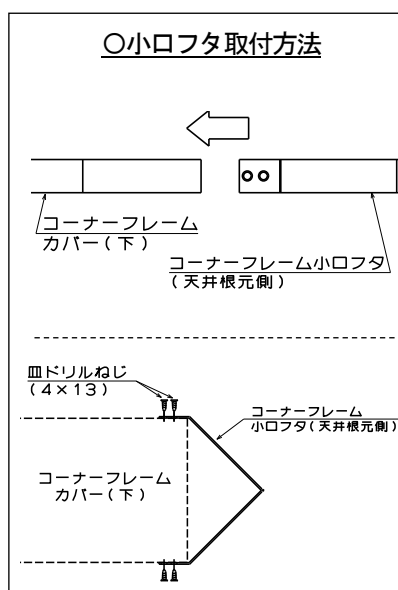 ○小口フタ取付方法
コーナーフレーム
カバー(下)
コーナーフレーム小口フタ
(天井根元側)
皿ドリルねじ
(4×13)
コーナーフレーム
小口フタ(天井根元側)
コーナーフレーム
カバー(下)